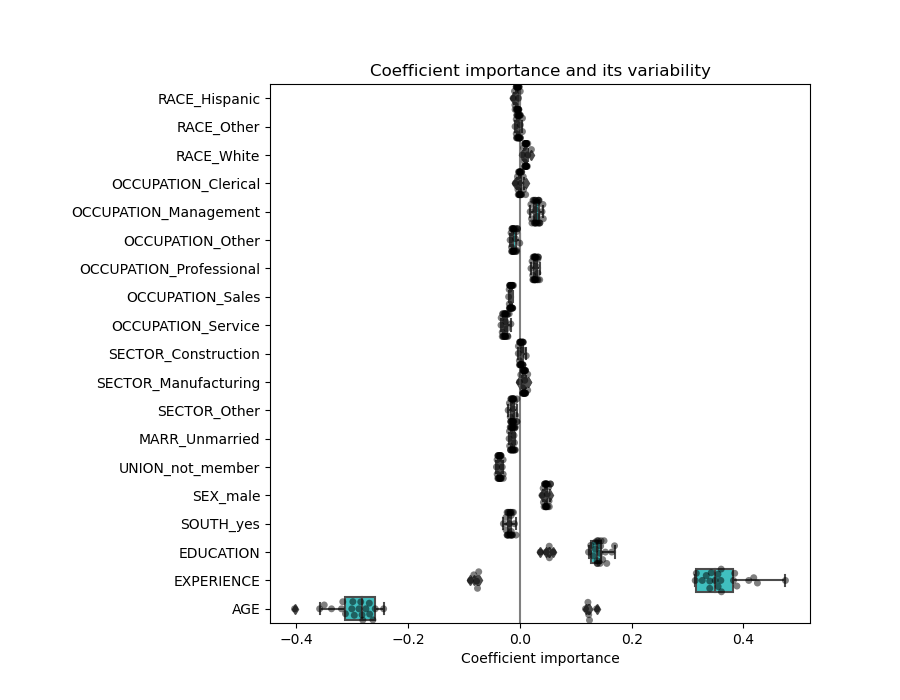 Coefficient importance and its variability
RACE_Hispanic
RACE_Other
RACE_White
OCCUPATION_Clerical
OCCUPATION_Management
OCCUPATION_Other
OCCUPATION_Professional
OCCUPATION_Sales
OCCUPATION_Service
SECTOR_Construction
SECTOR_Manufacturing
SECTOR_Other
MARR_Unmarried
UNION_not_member
SEX_male
SOUTH_yes
EDUCATION
EXPERIENCE
AGE
−0.4 −0.2 0.0 0.2 0.4
Coefficient importance